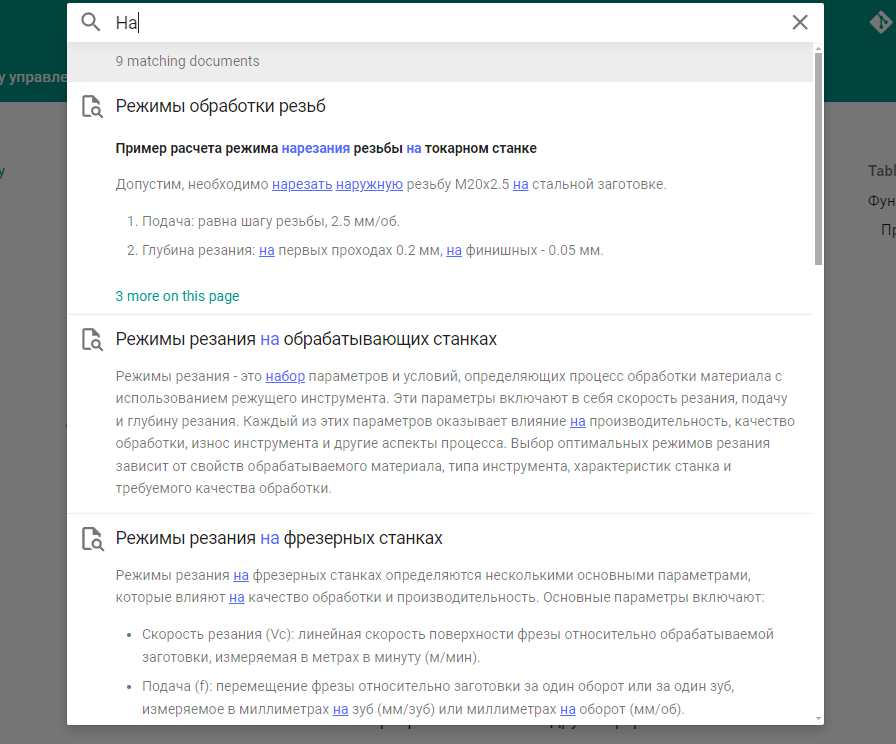 На
9 matching documents
у управле
Режимы обработки резьб
Пример расчета режима нарезания резьбы на токарном станке
Допустим, необходимо нарезать наружную резьбу М20х2.5 на стальной заготовке.
1. Подача: равна шагу резьбы, 2.5 мм/об.
2. Глубина резания: на первых проходах 0.2 мм, на финишных - 0.05 мм.
3 more on this page
Режимы резания на обрабатывающих станках
Режимы резания - это набор параметров и условий, определяющих процесс обработки материала с
использованием режущего инструмента. Эти параметры включают в себя скорость резания, подачу
и глубину резания. Каждый из этих параметров оказывает влияние на производительность, качество
обработки, износ инструмента и другие аспекты процесса. Выбор оптимальных режимов резания
зависит от свойств обрабатываемого материала, типа инструмента, характеристик станка и
требуемого качества обработки.
Режимы резания на фрезерных станках
Режимы резания на фрезерных станках определяются несколькими основными параметрами,
которые влияют на качество обработки и производительность. Основные параметры включают:
• Скорость резания (Vc): линейная скорость поверхности фрезы относительно обрабатываемой
заготовки, измеряемая в метрах в минуту (м/мин).
• Подача (f): перемещение фрезы относительно заготовки за один оборот или за один зуб,
измеряемое в миллиметрах на зуб (мм/зуб) или миллиметрах на оборот (мм/об).
Tabl
Фун
Пр